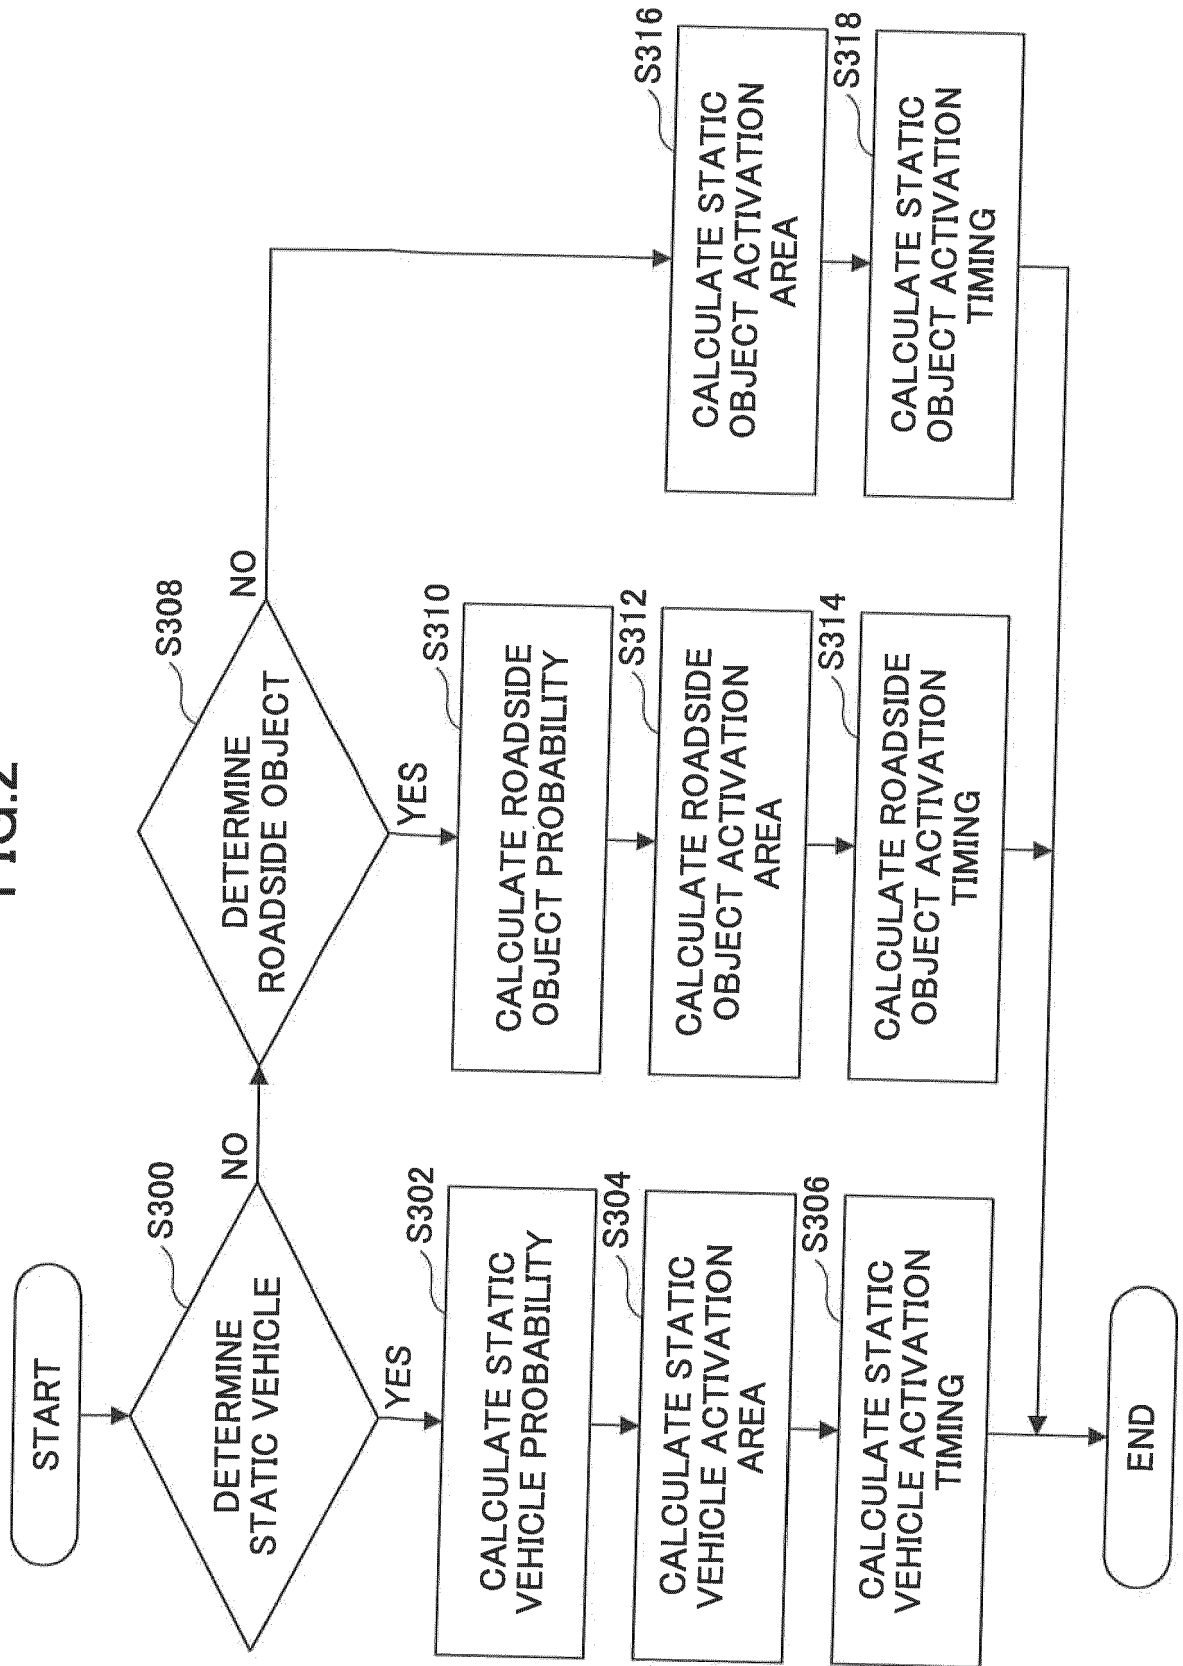 FIG.2
START
S300
DETERMINE
STATIC VEHICLE
NO
YES
S302
CALCULATE STATIC
VEHICLE PROBABILITY
S304
CALCULATE STATIC
VEHICLE ACTIVATION
AREA
S306
CALCULATE STATIC
VEHICLE ACTIVATION
TIMING
S308
DETERMINE
ROADSIDE OBJECT
NO
YES
S310
CALCULATE ROADSIDE
OBJECT PROBABILITY
S312
CALCULATE ROADSIDE
OBJECT ACTIVATION
AREA
S314
CALCULATE ROADSIDE
OBJECT ACTIVATION
TIMING
S316
CALCULATE STATIC
OBJECT ACTIVATION
AREA
S318
CALCULATE STATIC
OBJECT ACTIVATION
TIMING
END